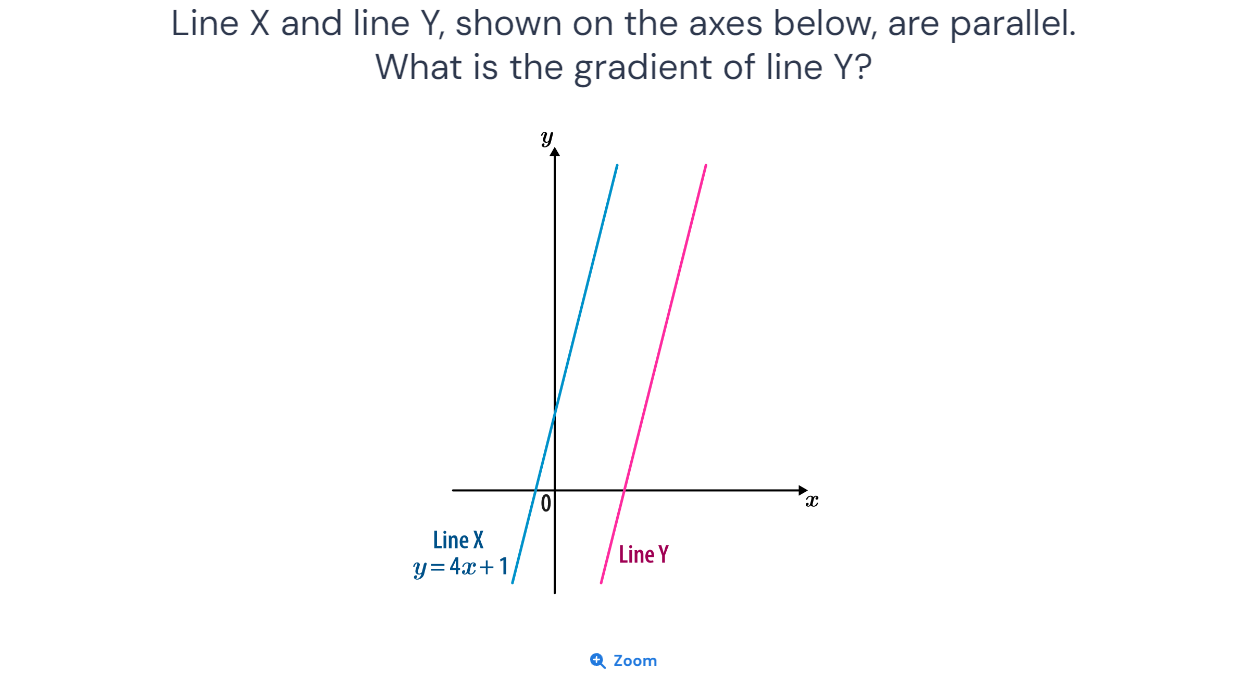 Line X and line Y, shown on the axes below, are parallel.
What is the gradient of line Y?
y
0
x
Line X
y = 4x + 1
Line Y
Zoom